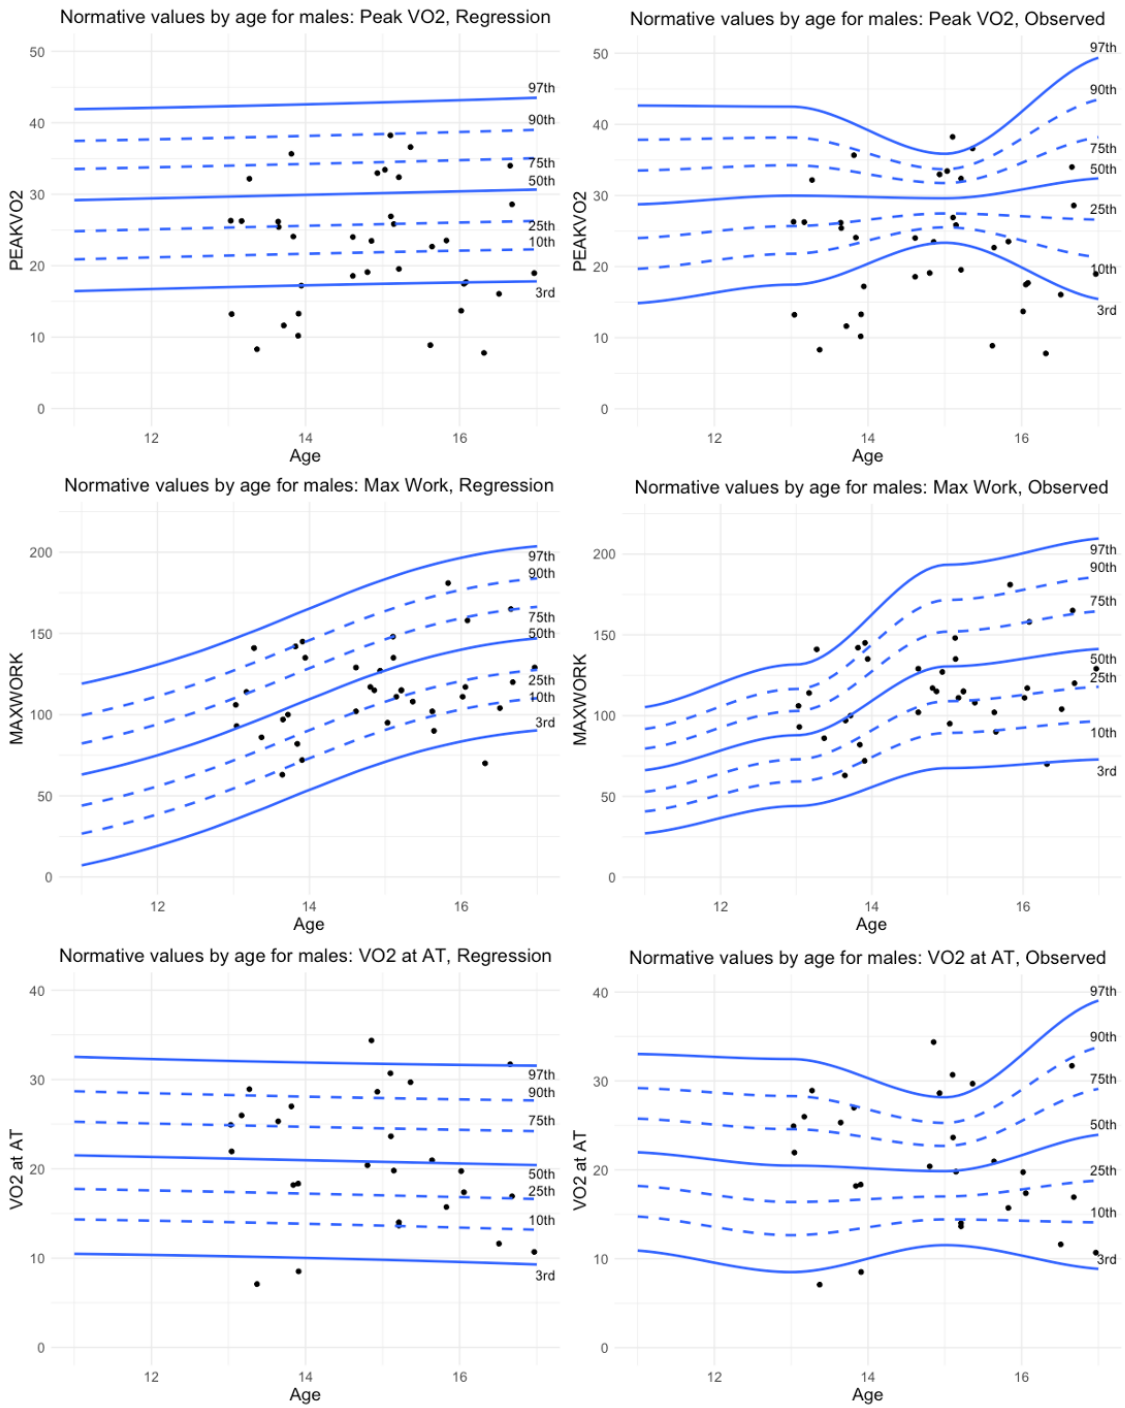 Normative values by age for males: Peak VO2, Regression
50
40
30
20
10
0
PEAKVO2
97th
90th
75th
50th
25th
10th
3rd
12 14 16
Age
Normative values by age for males: Peak VO2, Observed
50
40
30
20
10
0
PEAKVO2
97th
90th
75th
50th
25th
10th
3rd
12 14 16
Age
Normative values by age for males: Max Work, Regression
200
150
100
50
0
MAXWORK
97th
90th
75th
50th
25th
10th
3rd
12 14 16
Age
Normative values by age for males: Max Work, Observed
200
150
100
50
0
MAXWORK
97th
90th
75th
50th
25th
10th
3rd
12 14 16
Age
Normative values by age for males: VO2 at AT, Regression
40
30
20
10
0
VO2 at AT
97th
90th
75th
50th
25th
10th
3rd
12 14 16
Age
Normative values by age for males: VO2 at AT, Observed
40
30
20
10
0
VO2 at AT
97th
90th
75th
50th
25th
10th
3rd
12 14 16
Age